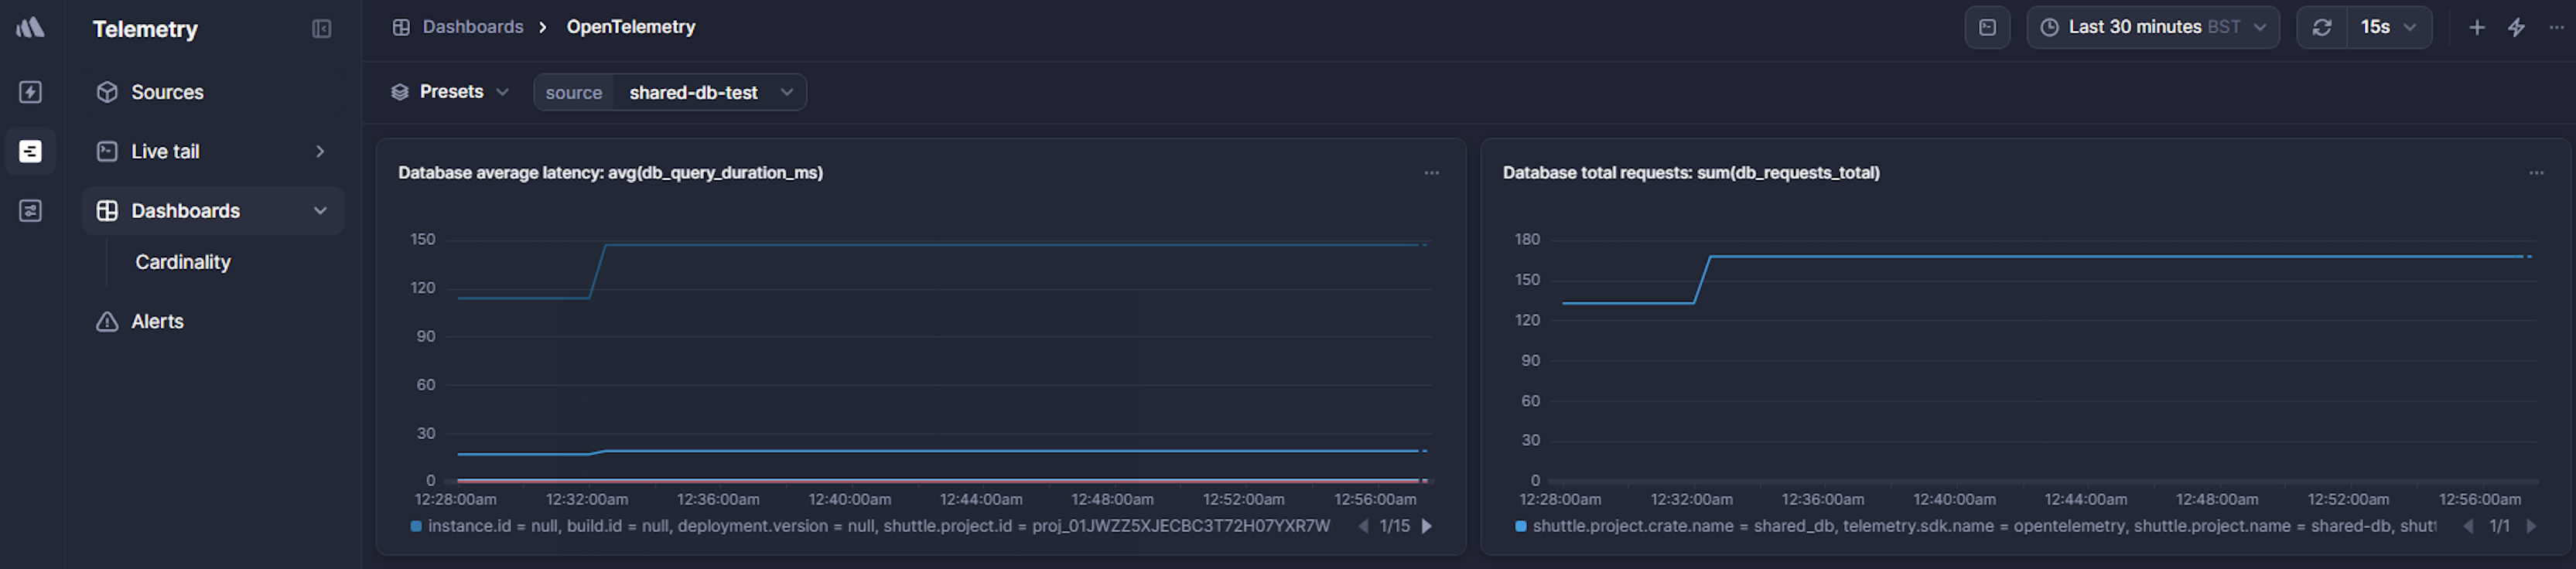 Telemetry
Sources
Live tail
Dashboards
Cardinality
Alerts
Dashboards > OpenTelemetry
Last 30 minutes BST
15s
Presets
source shared-db-test
Database average latency: avg(db_query_duration_ms)
150
120
90
60
30
0
12:28:00am 12:32:00am 12:36:00am 12:40:00am 12:44:00am 12:48:00am 12:52:00am 12:56:00am
instance.id = null, build.id = null, deployment.version = null, shuttle.project.id = proj_01JWZZ5XJECBC3T72H07YXR7W
1/15
Database total requests: sum(db_requests_total)
180
150
120
90
60
30
0
12:28:00am 12:32:00am 12:36:00am 12:40:00am 12:44:00am 12:48:00am 12:52:00am 12:56:00am
shuttle.project.crate.name = shared_db, telemetry.sdk.name = opentelemetry, shuttle.project.name = shared-db, shutt
1/1